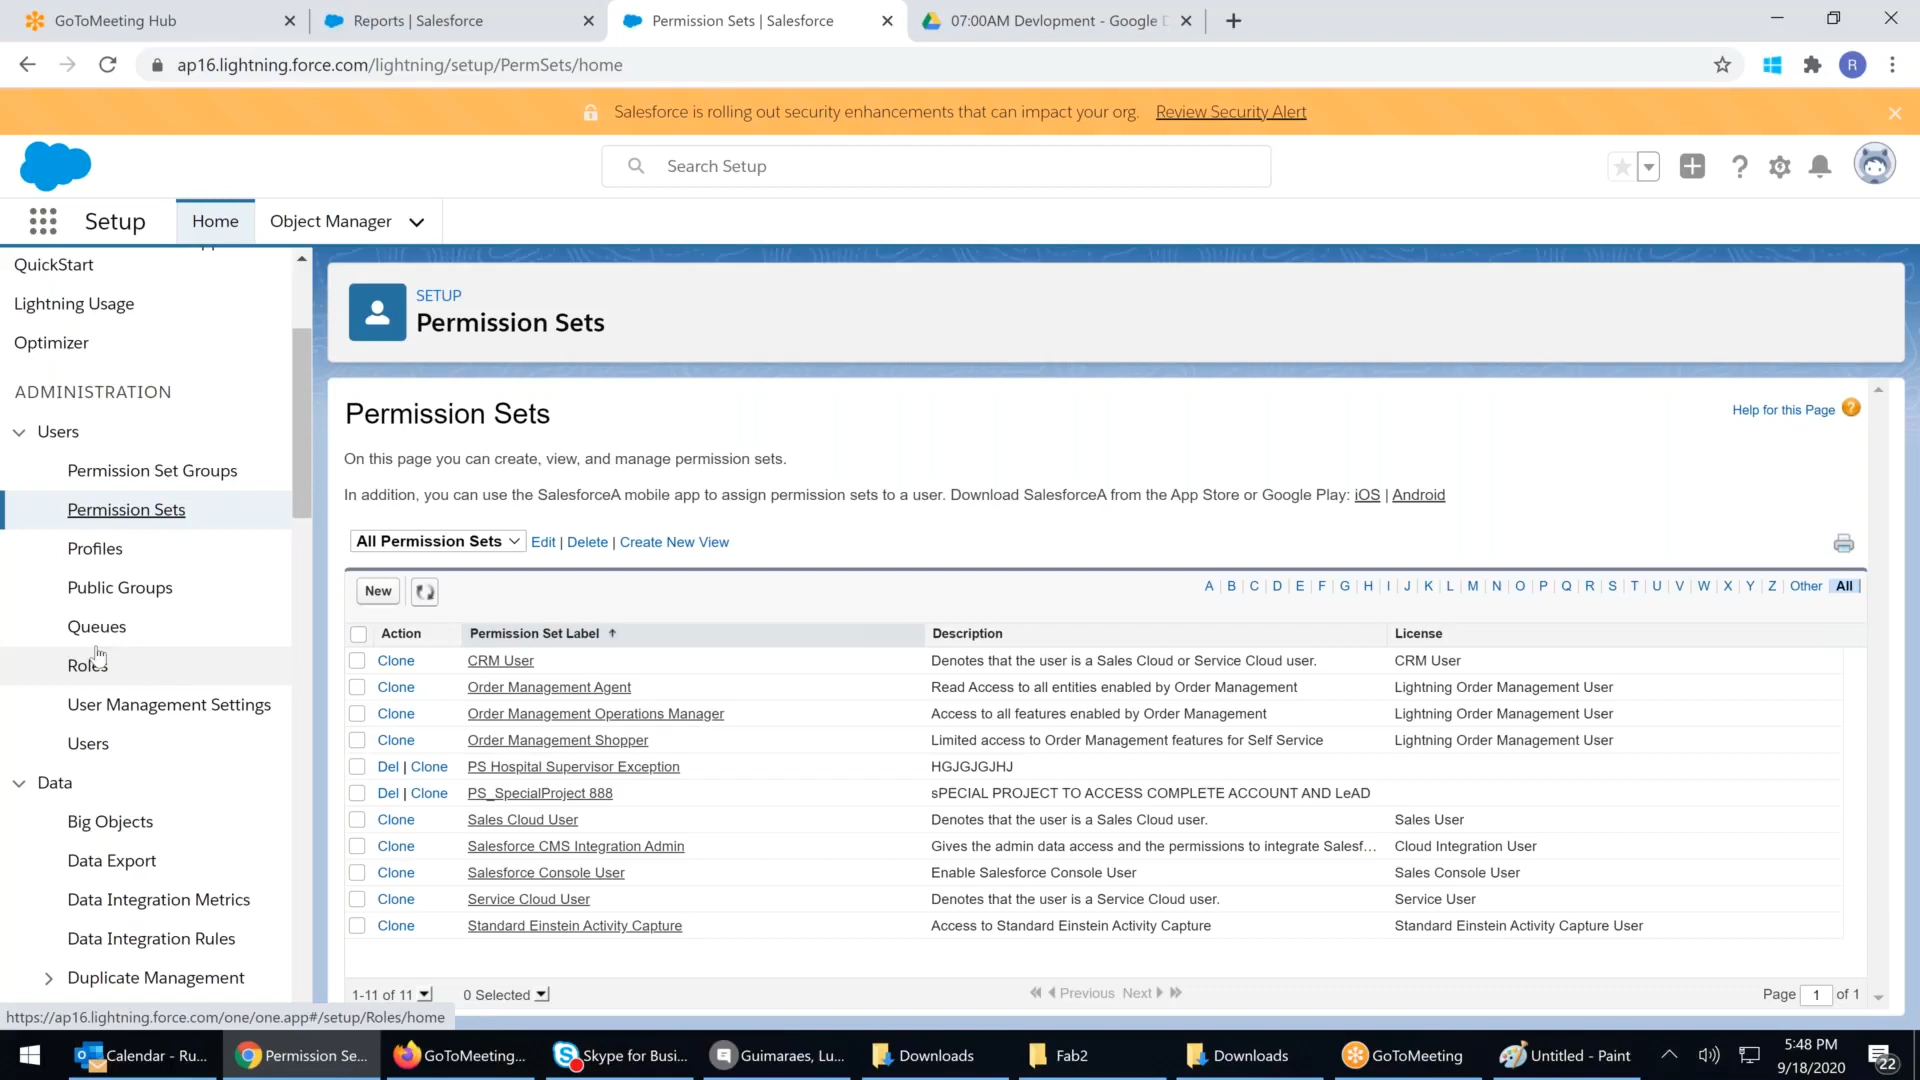 GoToMeeting Hub
Reports | Salesforce
Permission Sets | Salesforce
07:00AM Devlopment - Google D
ap16.lightning.force.com/lightning/setup/PermSets/home
R
Salesforce is rolling out security enhancements that can impact your org. Review Security Alert
Search Setup
Setup
Home
Object Manager
QuickStart
Lightning Usage
Optimizer
ADMINISTRATION
Users
Permission Set Groups
Permission Sets
Profiles
Public Groups
Queues
Roles
User Management Settings
Users
Data
Big Objects
Data Export
Data Integration Metrics
Data Integration Rules
Duplicate Management
https://ap16.lightning.force.com/one/one.app#/setup/Roles/home
SETUP
Permission Sets
Permission Sets
Help for this Page ?
On this page you can create, view, and manage permission sets.
In addition, you can use the SalesforceA mobile app to assign permission sets to a user. Download SalesforceA from the App Store or Google Play: iOS | Android
All Permission Sets Edit | Delete | Create New View
New A | B | C | D | E | F | G | H | I | J | K | L | M | N | O | P | Q | R | S | T | U | V | W | X | Y | Z | Other | All
Action Permission Set Label ↑ Description License
Clone CRM User Denotes that the user is a Sales Cloud or Service Cloud user. CRM User
Clone Order Management Agent Read Access to all entities enabled by Order Management Lightning Order Management User
Clone Order Management Operations Manager Access to all features enabled by Order Management Lightning Order Management User
Clone Order Management Shopper Limited access to Order Management features for Self Service Lightning Order Management User
Del | Clone PS Hospital Supervisor Exception HGJGJGJHJ
Del | Clone PS_SpecialProject 888 sPECIAL PROJECT TO ACCESS COMPLETE ACCOUNT AND LeAD
Clone Sales Cloud User Denotes that the user is a Sales Cloud user. Sales User
Clone Salesforce CMS Integration Admin Gives the admin data access and the permissions to integrate Salesf... Cloud Integration User
Clone Salesforce Console User Enable Salesforce Console User Sales Console User
Clone Service Cloud User Denotes that the user is a Service Cloud user. Service User
Clone Standard Einstein Activity Capture Access to Standard Einstein Activity Capture Standard Einstein Activity Capture User
1-11 of 11 0 Selected Previous Next Page 1 of 1
Calendar - Ru...
Permission Se...
GoToMeeting...
Skype for Busi...
Guimaraes, Lu...
Downloads
Fab2
Downloads
GoToMeeting
Untitled - Paint
5:48 PM
9/18/2020
22